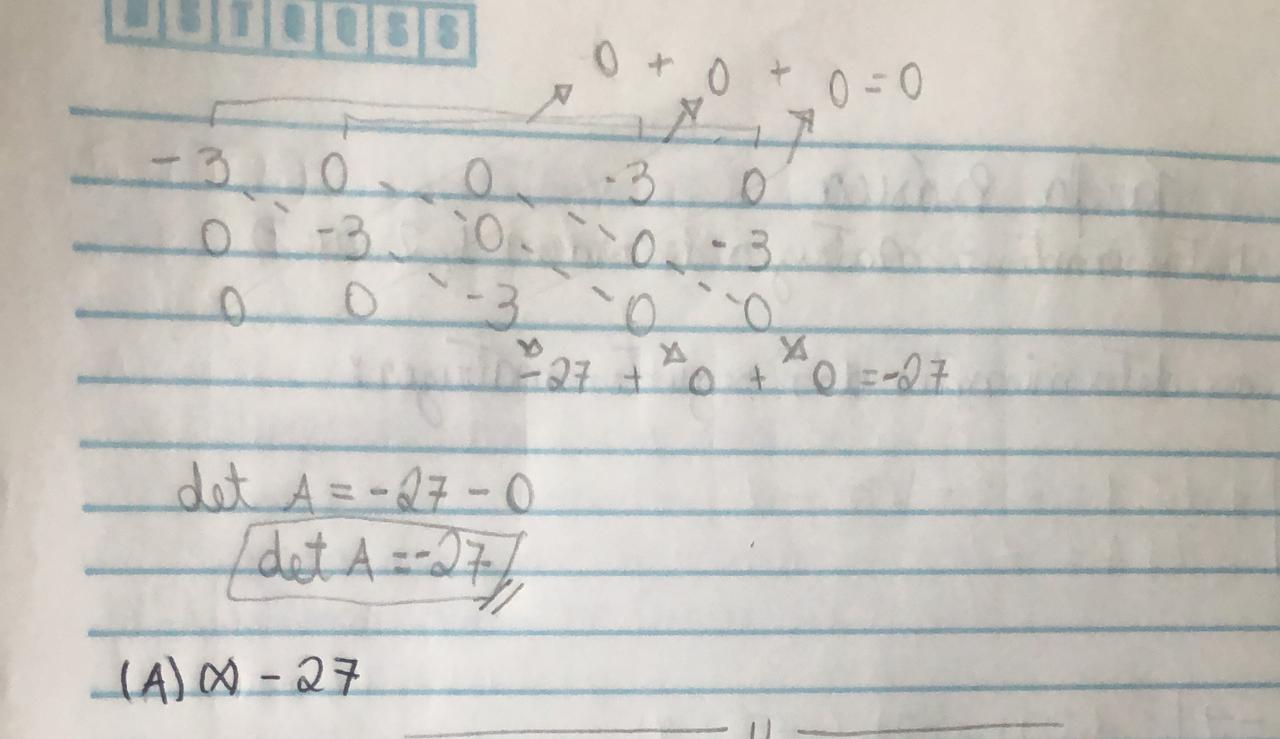 0 + 0 + 0 = 0
-3 0 0 -3 0
0 -3 0 0 -3
0 0 -3 0 0
-27 + 0 + 0 = -27
det A = -27 - 0
det A = -27
(A) (X) - 27